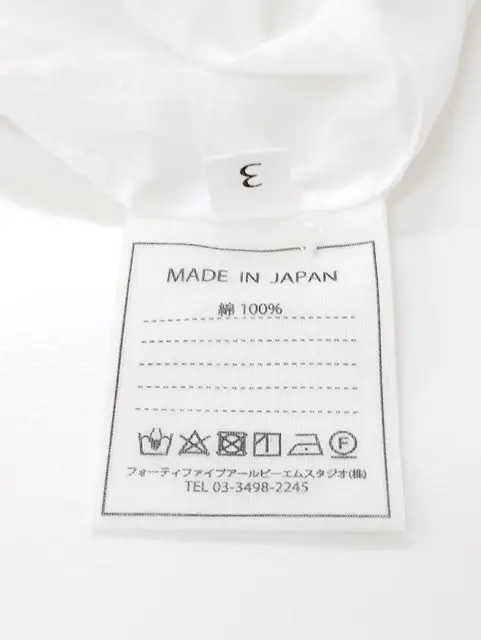 3
MADE IN JAPAN
綿 100%
フォーティファイブアールピーエムスタジオ(株)
TEL 03-3498-2245